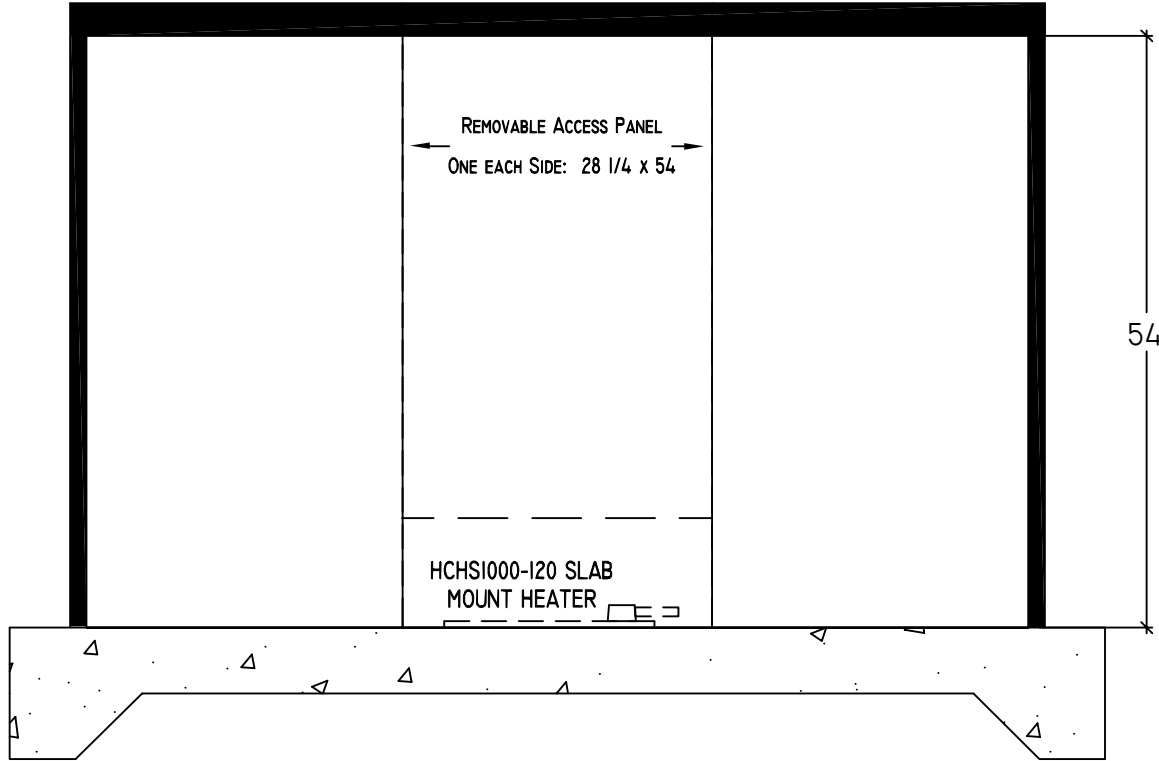 REMOVABLE ACCESS PANEL
ONE EACH SIDE: 28 1/4 X 54
54
HCHS1000-120 SLAB
MOUNT HEATER